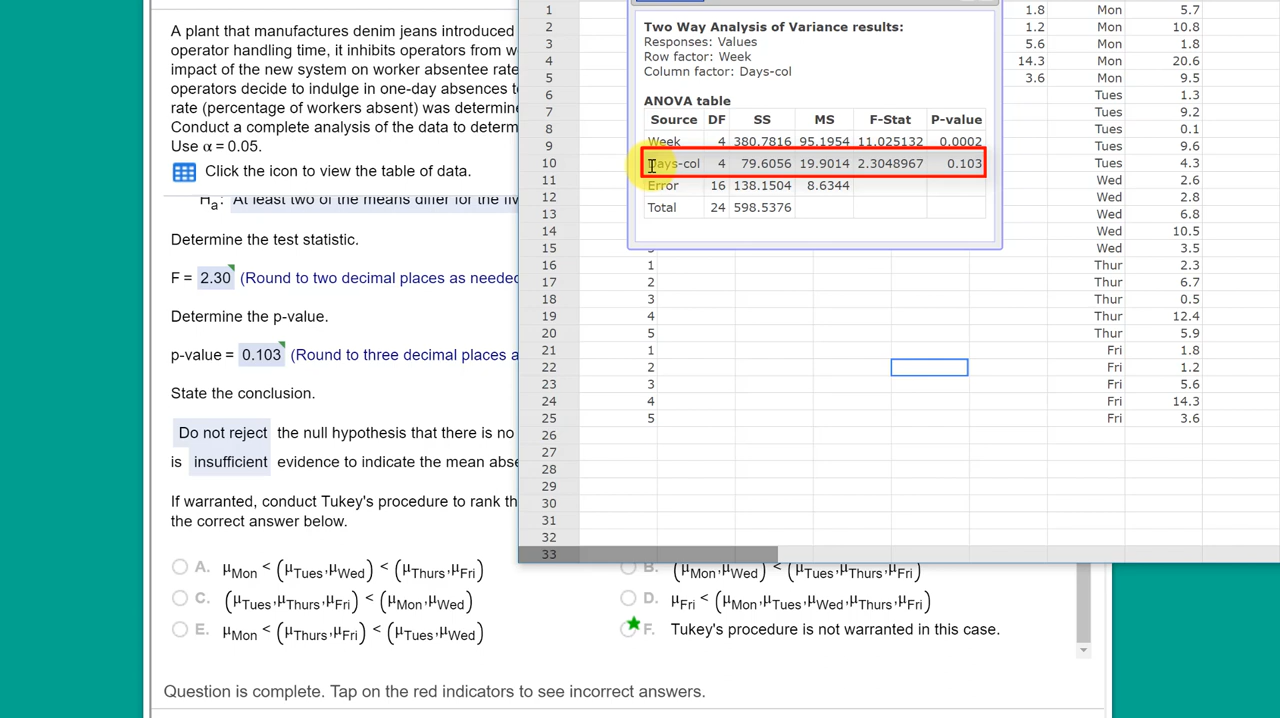 A plant that manufactures denim jeans introduced
operator handling time, it inhibits operators from w
impact of the new system on worker absentee rate
operators decide to indulge in one-day absences to
rate (percentage of workers absent) was determine
Conduct a complete analysis of the data to determ
Use α = 0.05.
Click the icon to view the table of data.
Ha: At least two of the means differ for the fiv
Determine the test statistic.
F = 2.30 (Round to two decimal places as needed
Determine the p-value.
p-value = 0.103 (Round to three decimal places a
State the conclusion.
Do not reject the null hypothesis that there is no
is insufficient evidence to indicate the mean abse
If warranted, conduct Tukey's procedure to rank th
the correct answer below.
A. μMon < (μTues,μWed) < (μThurs,μFri)
B. (μMon,μWed) < (μTues,μThurs,μFri)
C. (μTues,μThurs,μFri) < (μMon,μWed)
D. μFri < (μMon,μTues,μWed,μThurs,μFri)
E. μMon < (μThurs,μFri) < (μTues,μWed)
F. Tukey's procedure is not warranted in this case.
Question is complete. Tap on the red indicators to see incorrect answers.
Two Way Analysis of Variance results:
Responses: Values
Row factor: Week
Column factor: Days-col
ANOVA table
Source DF SS MS F-Stat P-value
Week 4 380.7816 95.1954 11.025132 0.0002
Days-col 4 79.6056 19.9014 2.3048967 0.103
Error 16 138.1504 8.6344
Total 24 598.5376
1 1.8 Mon 5.7
2 1.2 Mon 10.8
3 5.6 Mon 1.8
4 14.3 Mon 20.6
5 3.6 Mon 9.5
6 Tues 1.3
7 Tues 9.2
8 Tues 0.1
9 Tues 9.6
10 Tues 4.3
11 Wed 2.6
12 Wed 2.8
13 Wed 6.8
14 Wed 10.5
15 Wed 3.5
16 1 Thur 2.3
17 2 Thur 6.7
18 3 Thur 0.5
19 4 Thur 12.4
20 5 Thur 5.9
21 1 Fri 1.8
22 2 Fri 1.2
23 3 Fri 5.6
24 4 Fri 14.3
25 5 Fri 3.6
26
27
28
29
30
31
32
33